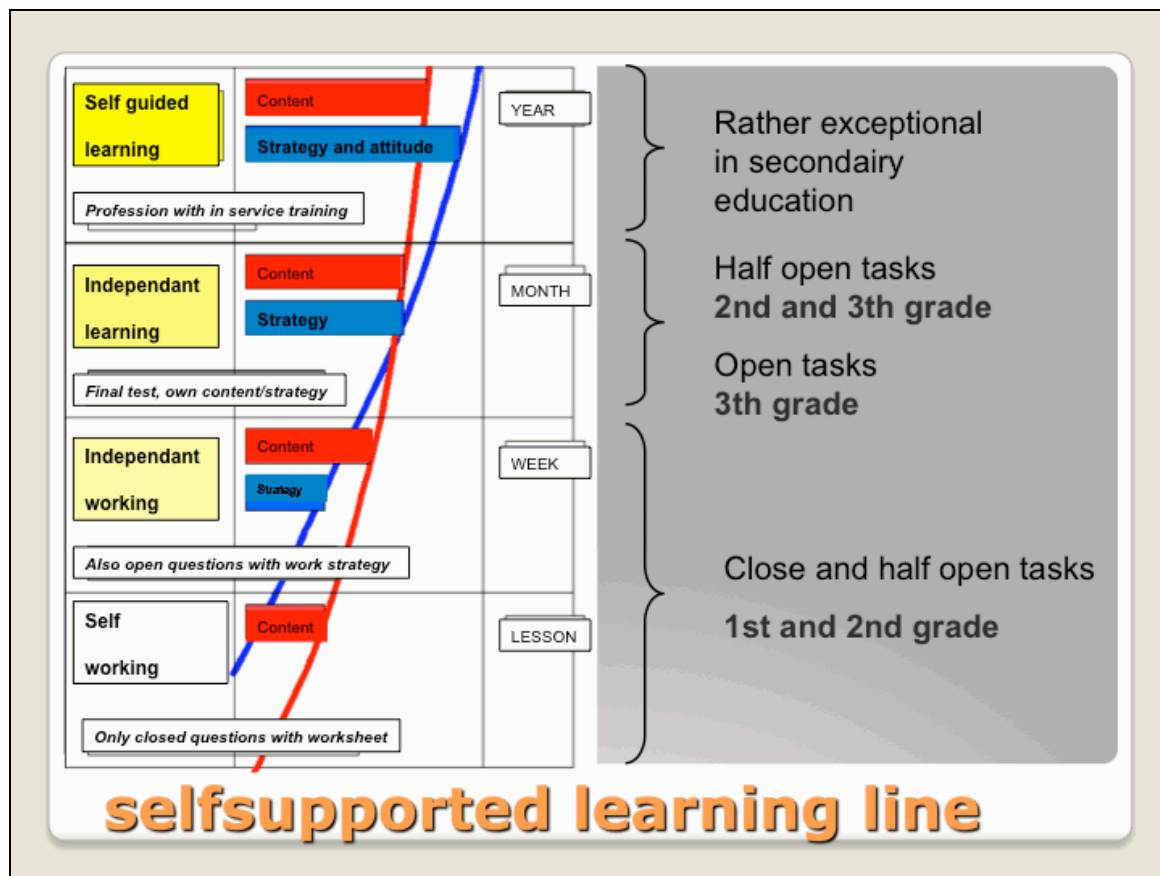 Self guided
learning
Content
Strategy and attitude
YEAR
Profession with in service training
Rather exceptional
in secondairy
education
Independant
learning
Content
Strategy
MONTH
Final test, own content/strategy
Half open tasks
2nd and 3th grade
Open tasks
3th grade
Independant
working
Content
Strategy
WEEK
Also open questions with work strategy
Self
working
Content
LESSON
Only closed questions with worksheet
Close and half open tasks
1st and 2nd grade
selfsupported learning line